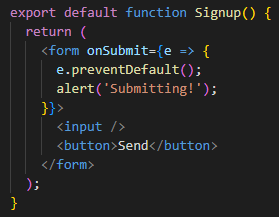 export default function Signup() {
  return (
    <form onSubmit={e => {
      e.preventDefault();
      alert('Submitting!');
    }}>
      <input />
      <button>Send</button>
    </form>
  );
}